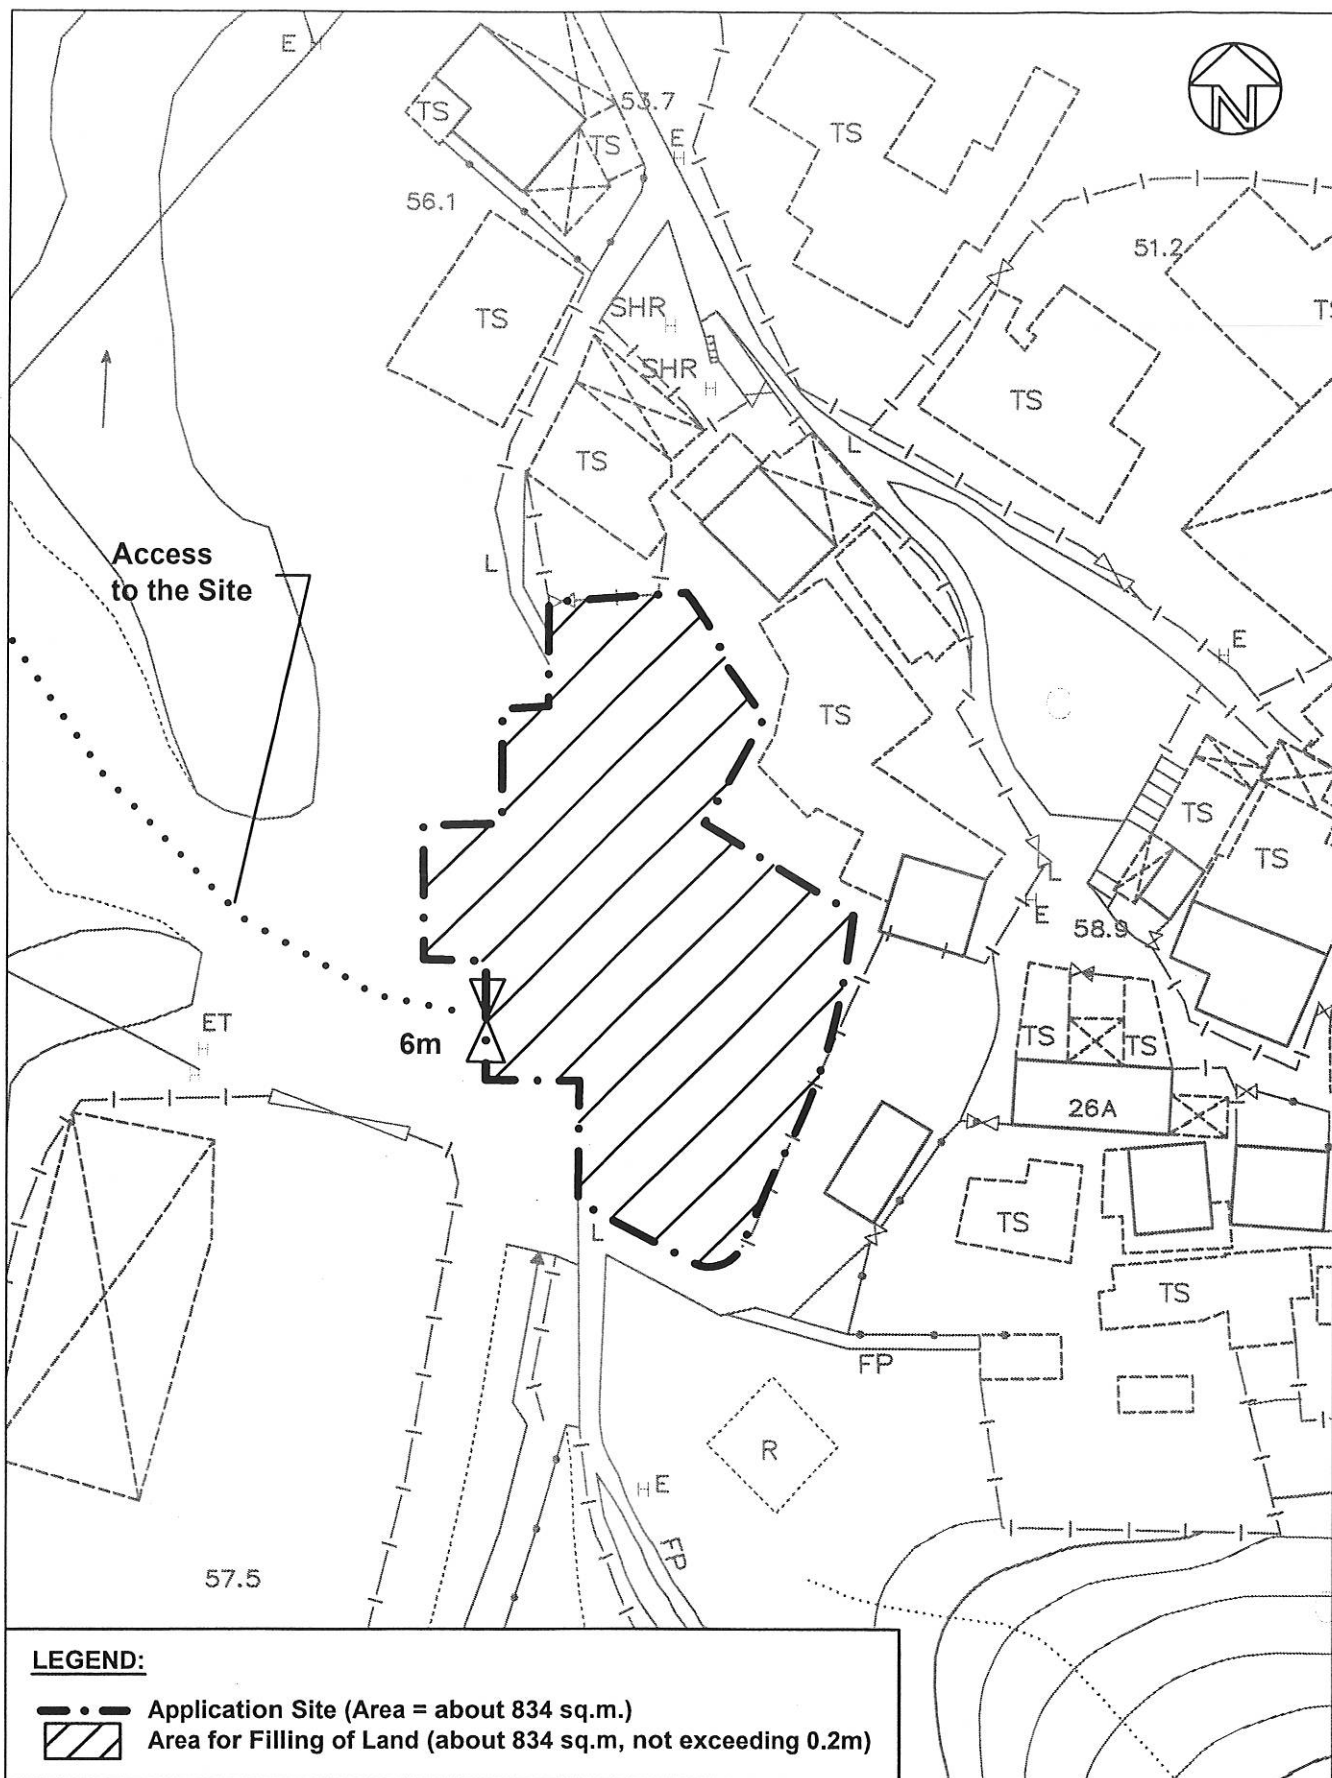 E H
N
TS
53.7
TS
E
H
TS
56.1
51.2
TS
SHR
H
TS
SHR
H
TS
L
TS
Access
to the Site
L
E
H
TS
TS
TS
L
E
H
58.9
ET
H
H
6m
TS
TS
26A
TS
L
TS
FP
R
H E
FP
57.5
LEGEND:
Application Site (Area = about 834 sq.m.)
Area for Filling of Land (about 834 sq.m, not exceeding 0.2m)